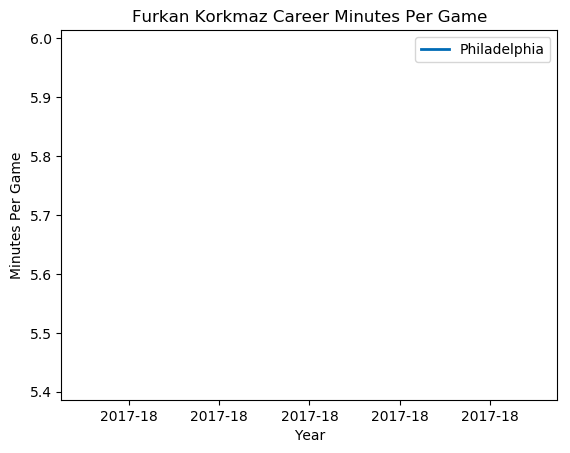 Furkan Korkmaz Career Minutes Per Game
Philadelphia
6.0
5.9
5.8
5.7
5.6
5.5
5.4
Minutes Per Game
2017-18 2017-18 2017-18 2017-18 2017-18
Year